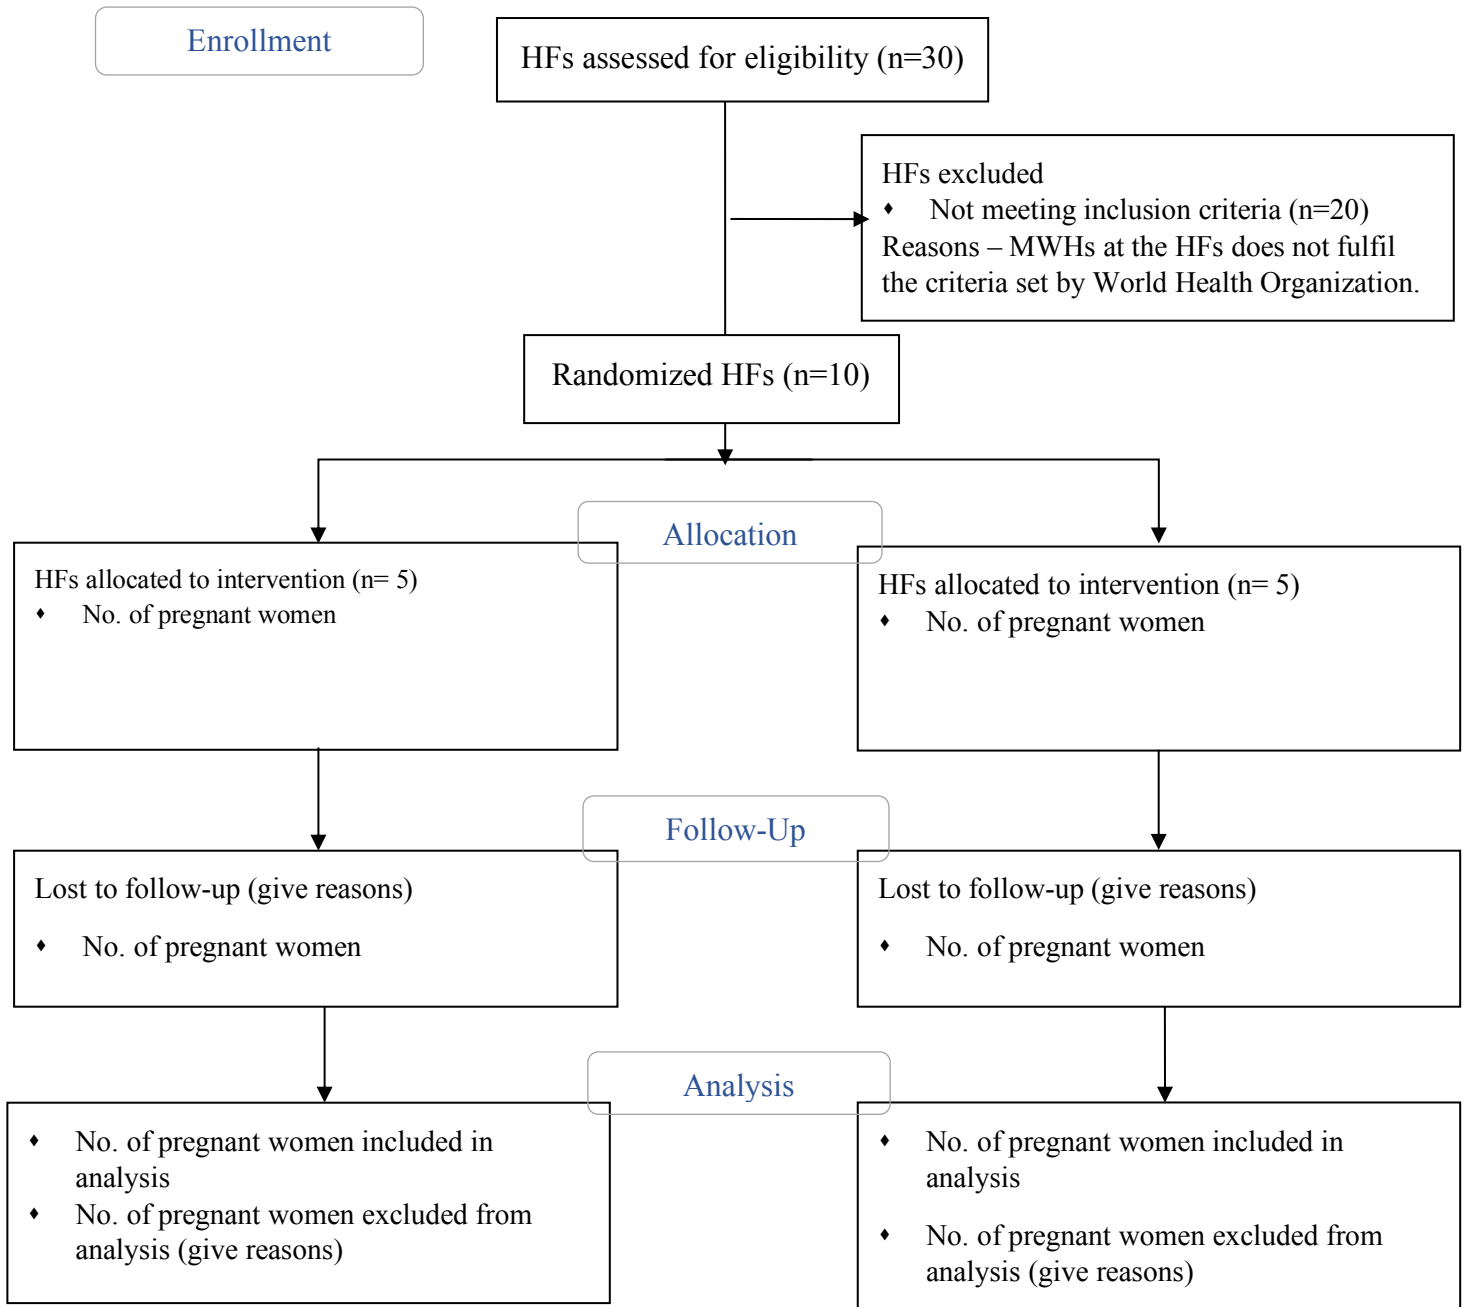 Enrollment
HFs assessed for eligibility (n=30)
HFs excluded
♦ Not meeting inclusion criteria (n=20)
Reasons – MWHs at the HFs does not fulfil
the criteria set by World Health Organization.
Randomized HFs (n=10)
Allocation
HFs allocated to intervention (n= 5)
♦ No. of pregnant women
HFs allocated to intervention (n= 5)
♦ No. of pregnant women
Follow-Up
Lost to follow-up (give reasons)
♦ No. of pregnant women
Lost to follow-up (give reasons)
♦ No. of pregnant women
Analysis
♦ No. of pregnant women included in
analysis
♦ No. of pregnant women excluded from
analysis (give reasons)
♦ No. of pregnant women included in
analysis
♦ No. of pregnant women excluded from
analysis (give reasons)